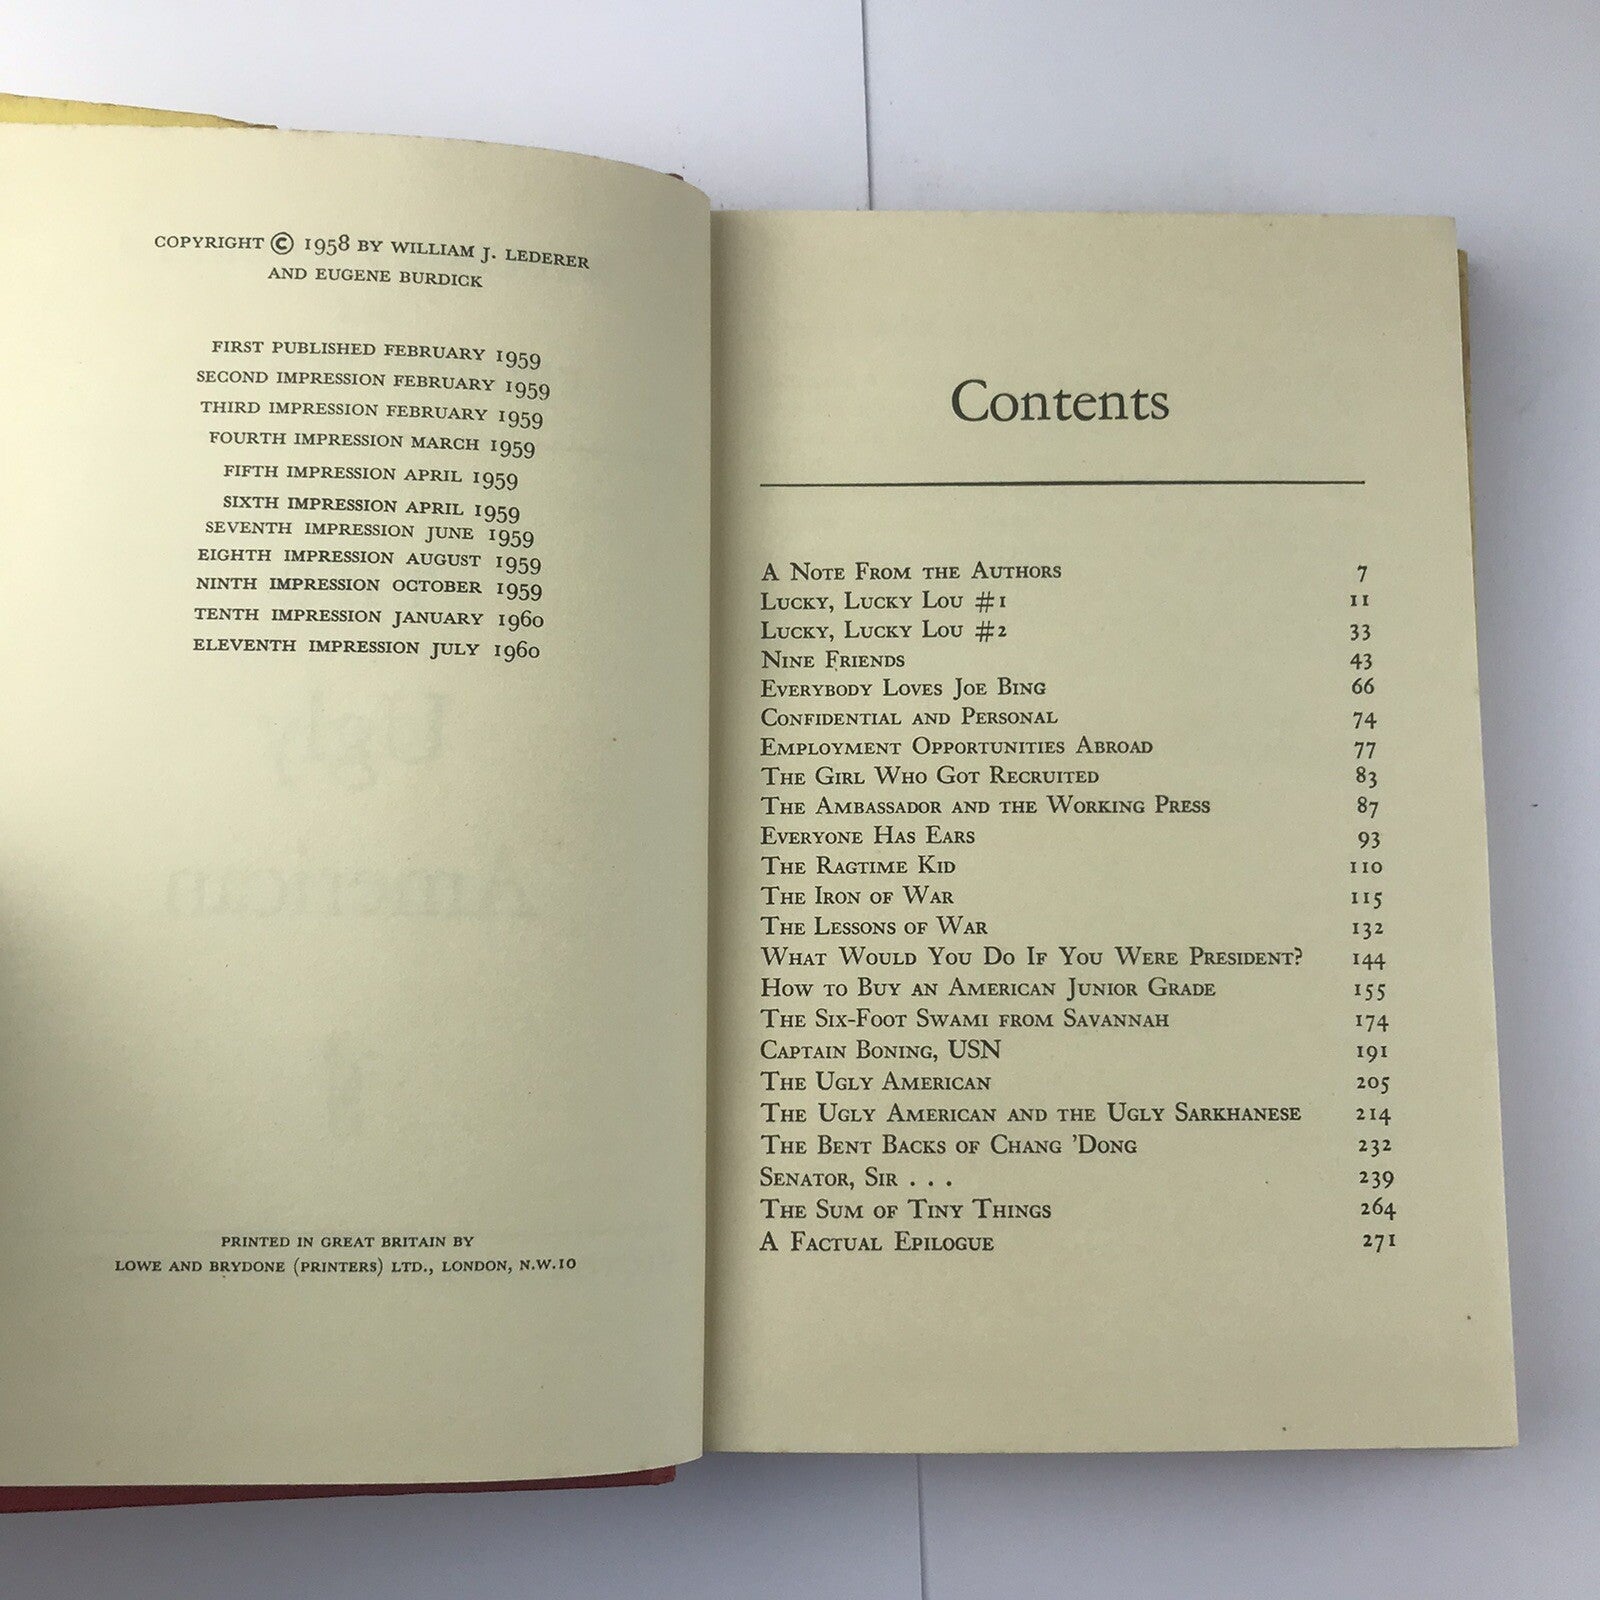 COPYRIGHT © 1958 BY WILLIAM J. LEDERER
AND EUGENE BURDICK
FIRST PUBLISHED FEBRUARY 1959
SECOND IMPRESSION FEBRUARY 1959
THIRD IMPRESSION FEBRUARY 1959
FOURTH IMPRESSION MARCH 1959
FIFTH IMPRESSION APRIL 1959
SIXTH IMPRESSION APRIL 1959
SEVENTH IMPRESSION JUNE 1959
EIGHTH IMPRESSION AUGUST 1959
NINTH IMPRESSION OCTOBER 1959
TENTH IMPRESSION JANUARY 1960
ELEVENTH IMPRESSION JULY 1960
PRINTED IN GREAT BRITAIN BY
LOWE AND BRYDONE (PRINTERS) LTD., LONDON, N.W.10
Contents
A Note From the Authors 7
Lucky, Lucky Lou #1 11
Lucky, Lucky Lou #2 33
Nine Friends 43
Everybody Loves Joe Bing 66
Confidential and Personal 74
Employment Opportunities Abroad 77
The Girl Who Got Recruited 83
The Ambassador and the Working Press 87
Everyone Has Ears 93
The Ragtime Kid 110
The Iron of War 115
The Lessons of War 132
What Would You Do If You Were President? 144
How to Buy an American Junior Grade 155
The Six-Foot Swami from Savannah 174
Captain Boning, USN 191
The Ugly American 205
The Ugly American and the Ugly Sarkhanese 214
The Bent Backs of Chang 'Dong 232
Senator, Sir . . . 239
The Sum of Tiny Things 264
A Factual Epilogue 271